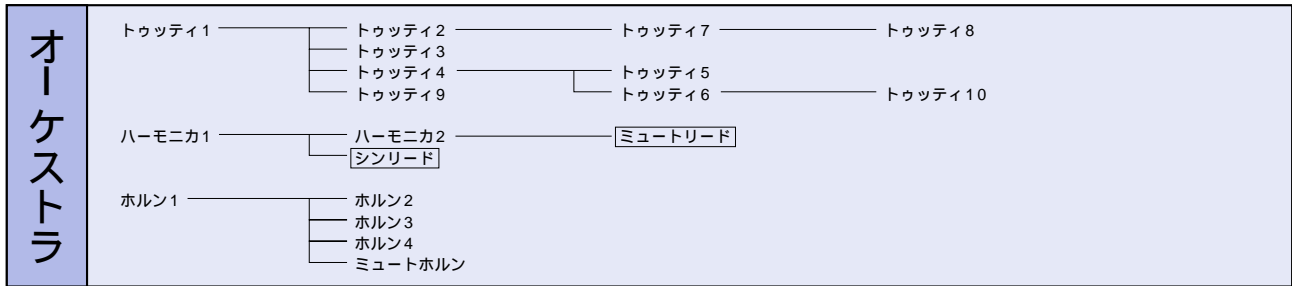 オーケストラ
トゥッティ1 トゥッティ2 トゥッティ7 トゥッティ8
トゥッティ3
トゥッティ4 トゥッティ5
トゥッティ9 トゥッティ6 トゥッティ10
ハーモニカ1 ハーモニカ2 ミュートリード
シンリード
ホルン1 ホルン2
ホルン3
ホルン4
ミュートホルン